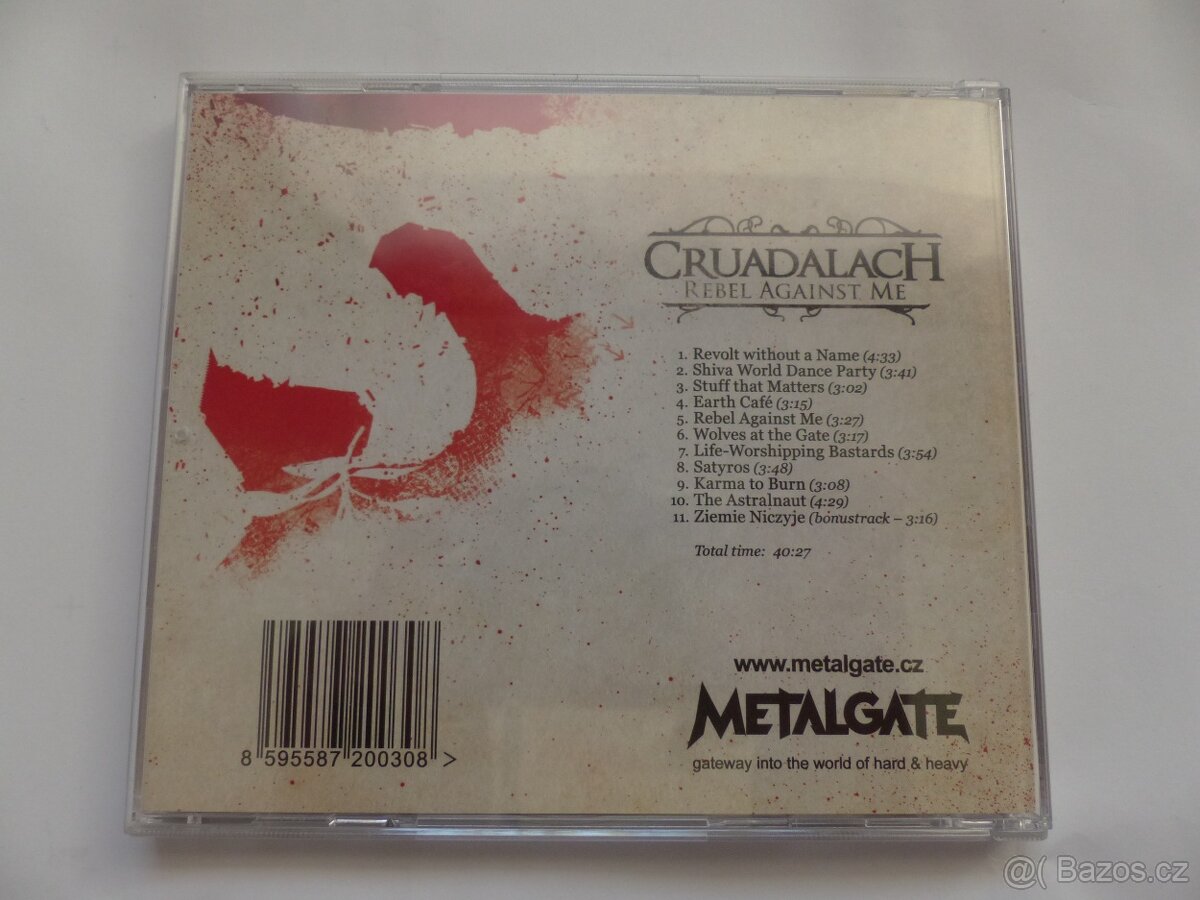 CRUADALACH
REBEL AGAINST ME
1. Revolt without a Name (4:33)
2. Shiva World Dance Party (3:41)
3. Stuff that Matters (3:02)
4. Earth Café (3:15)
5. Rebel Against Me (3:27)
6. Wolves at the Gate (3:17)
7. Life-Worshipping Bastards (3:54)
8. Satyros (3:48)
9. Karma to Burn (3:08)
10. The Astralnaut (4:29)
11. Ziemie Niczyje (bonustrack – 3:16)
Total time: 40:27
www.metalgate.cz
METALGATE
gateway into the world of hard & heavy
8 595587 200308 >
@( Bazos.cz